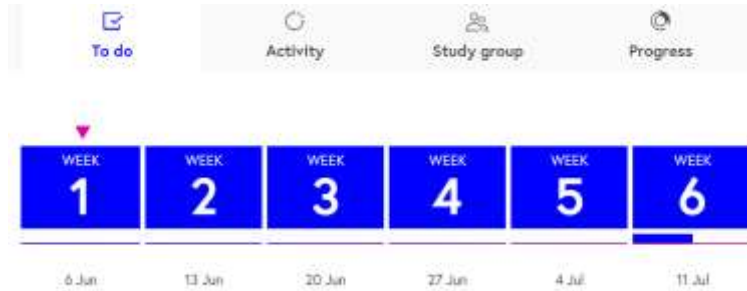 To do Activity Study group Progress
WEEK WEEK WEEK WEEK WEEK WEEK
1 2 3 4 5 6
6 Jun 13 Jun 20 Jun 27 Jun 4 Jul 11 Jul